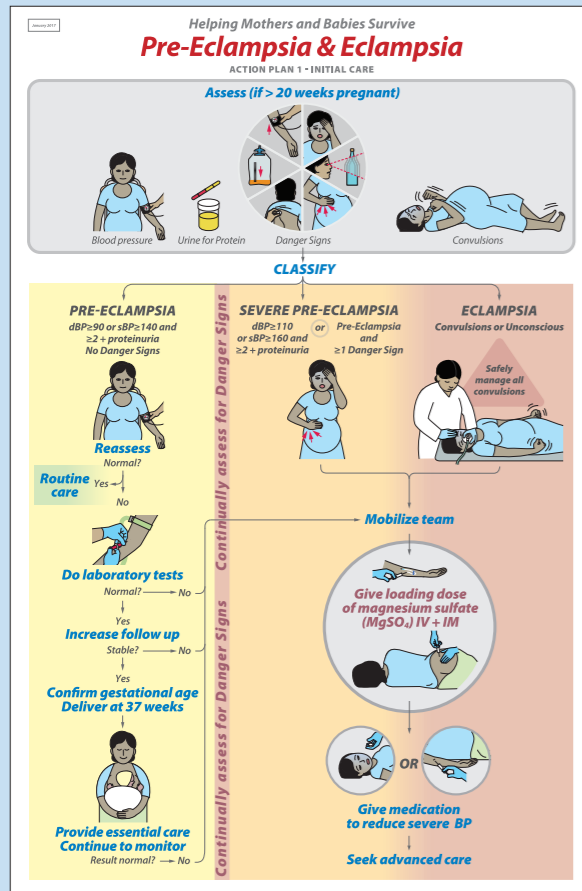 January 2017
Helping Mothers and Babies Survive
Pre-Eclampsia & Eclampsia
ACTION PLAN 1 - INITIAL CARE
Assess (if > 20 weeks pregnant)
Blood pressure
Urine for Protein
Danger Signs
Convulsions
CLASSIFY
PRE-ECLAMPSIA
dBP≥90 or sBP≥140 and
≥2 + proteinuria
No Danger Signs
Reassess
Normal?
Routine
care
Yes
No
Do laboratory tests
Normal?
No
Yes
Increase follow up
Stable?
No
Yes
Confirm gestational age
Deliver at 37 weeks
Provide essential care
Continue to monitor
Result normal?
No
Continually assess for Danger Signs
Continually assess for Danger Signs
SEVERE PRE-ECLAMPSIA
dBP≥110
or sBP≥160 and
≥2 + proteinuria
or
Pre-Eclampsia
and
≥1 Danger Sign
ECLAMPSIA
Convulsions or Unconscious
Safely
manage all
convulsions
Mobilize team
Give loading dose
of magnesium sulfate
(MgSO₄) IV + IM
OR
Give medication
to reduce severe BP
Seek advanced care